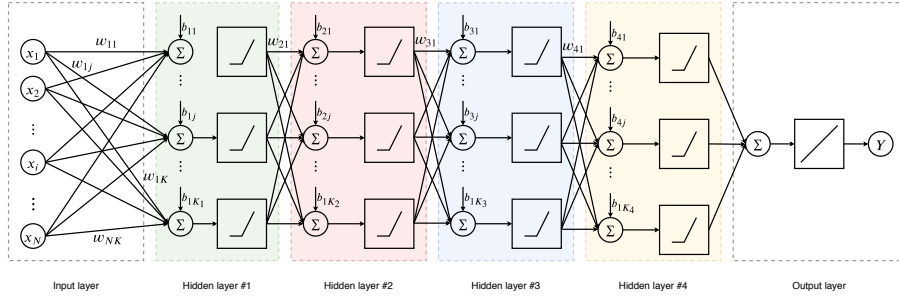 x1
x2
⋮
xi
⋮
xN
w11
w1j
w1K
wNK
b11
Σ
⋮
b1j
Σ
⋮
b1K1
Σ
w21
b21
Σ
⋮
b2j
Σ
⋮
b1K2
Σ
w31
b31
Σ
⋮
b3j
Σ
⋮
b1K3
Σ
w41
b41
Σ
⋮
b4j
Σ
⋮
b1K4
Σ
Σ
Y
Input layer
Hidden layer #1
Hidden layer #2
Hidden layer #3
Hidden layer #4
Output layer